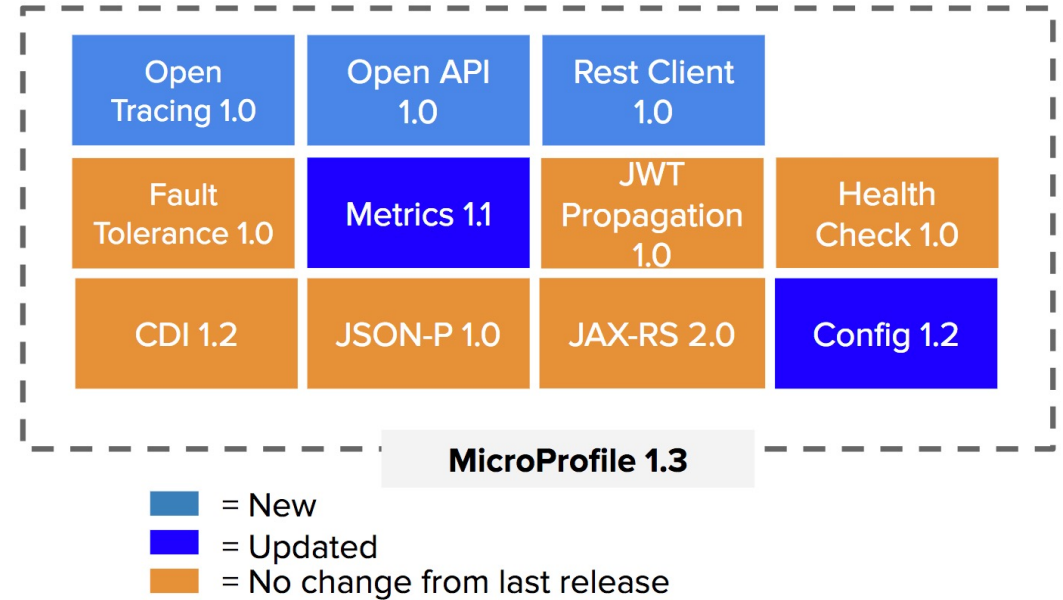 Open
Tracing 1.0
Open API
1.0
Rest Client
1.0
Fault
Tolerance 1.0
Metrics 1.1
JWT
Propagation
1.0
Health
Check 1.0
CDI 1.2
JSON-P 1.0
JAX-RS 2.0
Config 1.2
MicroProfile 1.3
= New
= Updated
= No change from last release